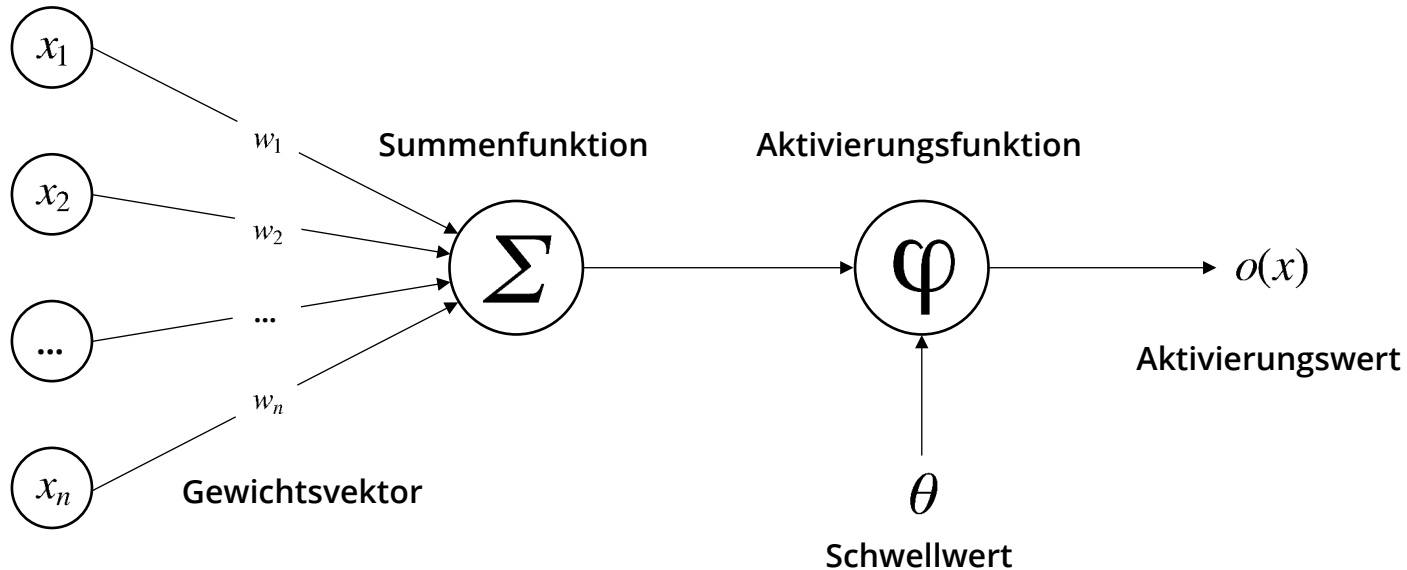 x₁
w₁
Summenfunktion
Aktivierungsfunktion
x₂
w₂
Σ
φ
o(x)
...
...
Aktivierungswert
wₙ
xₙ
Gewichtsvektor
θ
Schwellwert